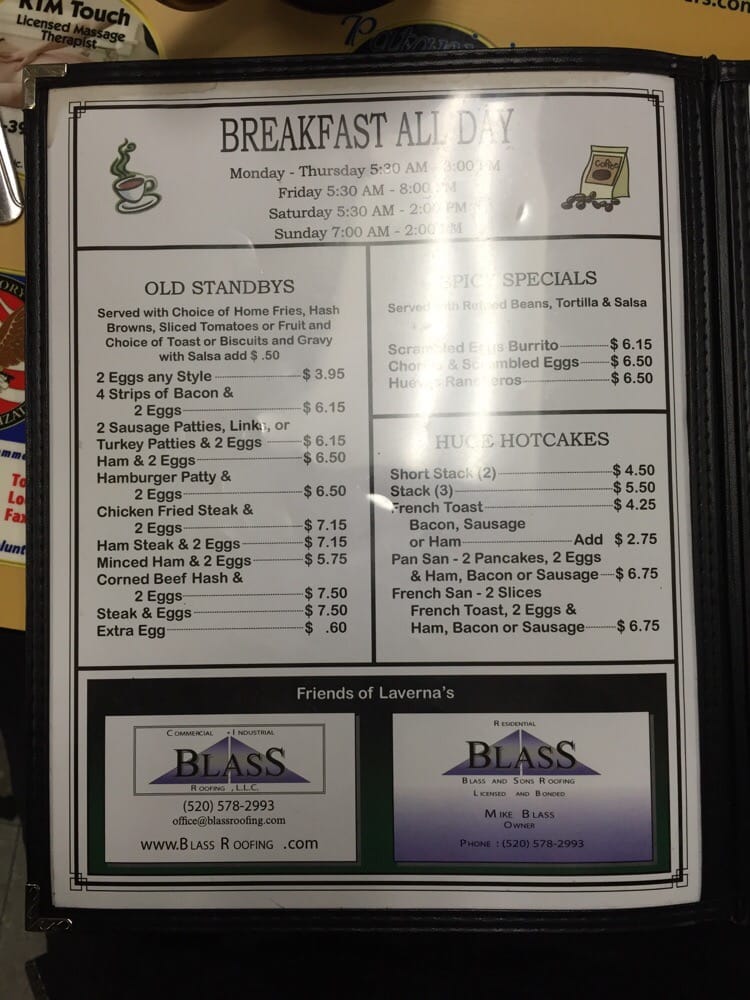 KIM Touch
Licensed Massage
Therapist
BREAKFAST ALL DAY
Monday - Thursday 5:30 AM - 3:00 PM
Friday 5:30 AM - 8:00 PM
Saturday 5:30 AM - 2:00 PM
Sunday 7:00 AM - 2:00 PM
COFFEE
OLD STANDBYS
Served with Choice of Home Fries, Hash
Browns, Sliced Tomatoes or Fruit and
Choice of Toast or Biscuits and Gravy
with Salsa add $ .50
2 Eggs any Style $ 3.95
4 Strips of Bacon &
2 Eggs $ 6.15
2 Sausage Patties, Links, or
Turkey Patties & 2 Eggs $ 6.15
Ham & 2 Eggs $ 6.50
Hamburger Patty &
2 Eggs $ 6.50
Chicken Fried Steak &
2 Eggs $ 7.15
Ham Steak & 2 Eggs $ 7.15
Minced Ham & 2 Eggs $ 5.75
Corned Beef Hash &
2 Eggs $ 7.50
Steak & Eggs $ 7.50
Extra Egg $ .60
SPICY SPECIALS
Served with Refried Beans, Tortilla & Salsa
Scrambled Eggs Burrito $ 6.15
Chorizo & Scrambled Eggs $ 6.50
Huevos Rancheros $ 6.50
HUGE HOTCAKES
Short Stack (2) $ 4.50
Stack (3) $ 5.50
French Toast $ 4.25
Bacon, Sausage
or Ham Add $ 2.75
Pan San - 2 Pancakes, 2 Eggs
& Ham, Bacon or Sausage $ 6.75
French San - 2 Slices
French Toast, 2 Eggs &
Ham, Bacon or Sausage $ 6.75
Friends of Laverna's
COMMERCIAL + INDUSTRIAL
BLASS
ROOFING, L.L.C.
(520) 578-2993
office@blassroofing.com
www.BLASS ROOFING .com
RESIDENTIAL
BLASS
BLASS AND SONS ROOFING
LICENSED AND BONDED
MIKE BLASS
OWNER
PHONE : (520) 578-2993